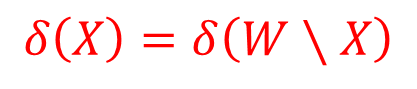 δ(X) = δ(W \ X)